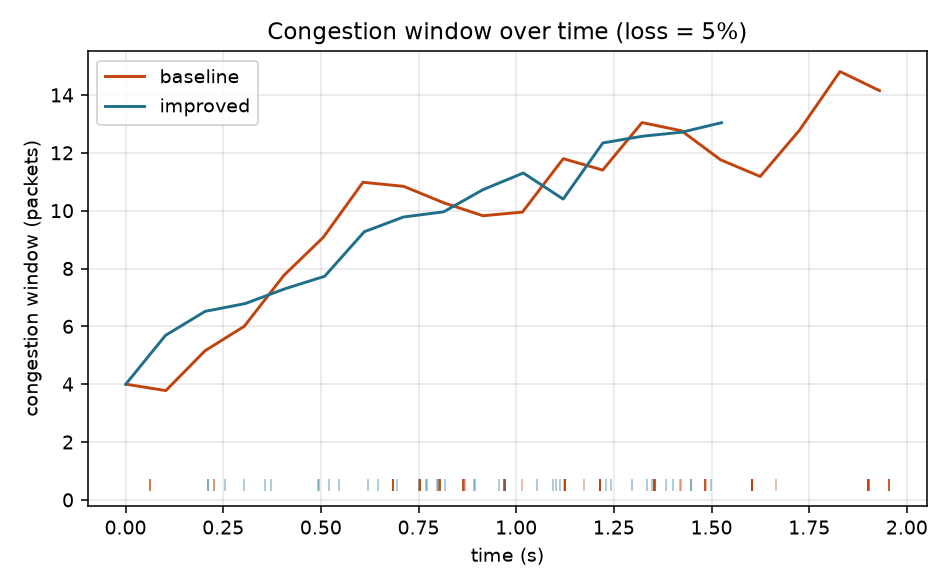 Congestion window over time (loss = 5%)
baseline
improved
congestion window (packets)
14
12
10
8
6
4
2
0
0.00 0.25 0.50 0.75 1.00 1.25 1.50 1.75 2.00
time (s)